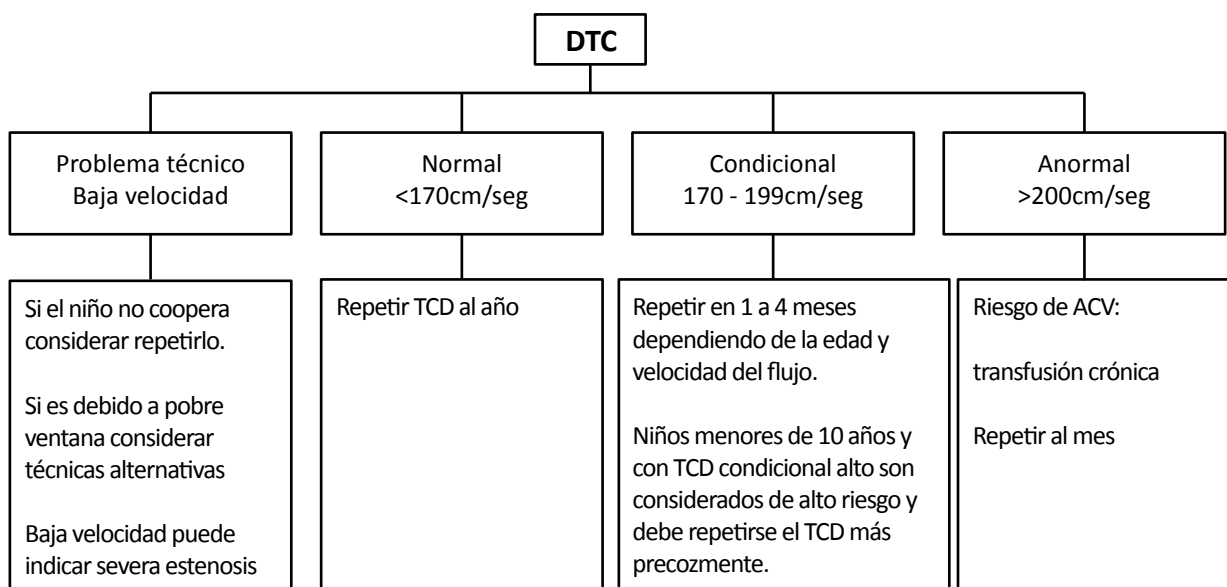 DTC
Problema técnico
Baja velocidad
Normal
<170cm/seg
Condicional
170 - 199cm/seg
Anormal
>200cm/seg
Si el niño no coopera
considerar repetirlo.
Si es debido a pobre
ventana considerar
técnicas alternativas
Baja velocidad puede
indicar severa estenosis
Repetir TCD al año
Repetir en 1 a 4 meses
dependiendo de la edad y
velocidad del flujo.
Niños menores de 10 años y
con TCD condicional alto son
considerados de alto riesgo y
debe repetirse el TCD más
precozmente.
Riesgo de ACV:
transfusión crónica
Repetir al mes